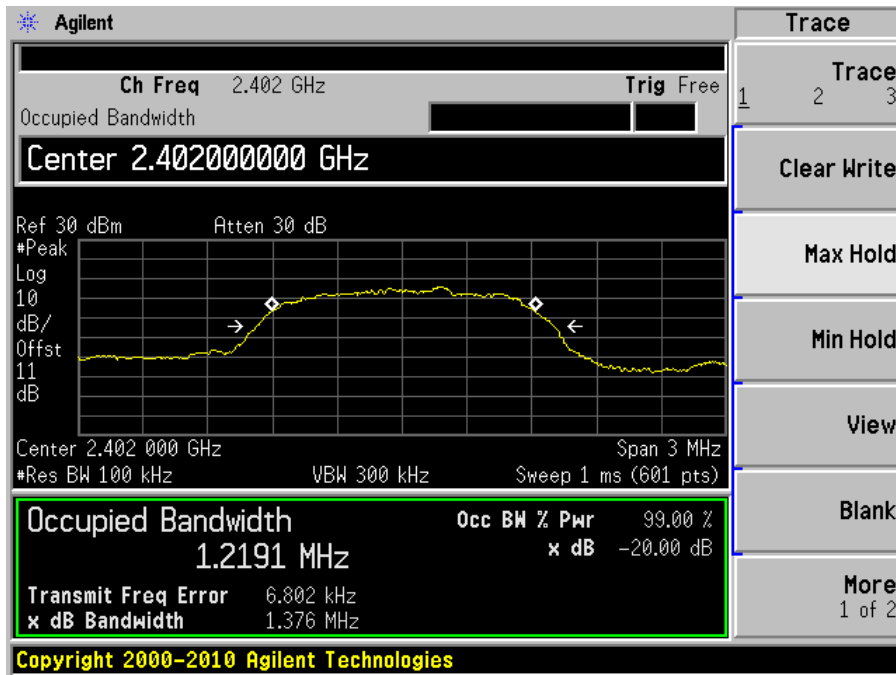 Agilent
Trace
Ch Freq 2.402 GHz
Trig Free
Occupied Bandwidth
Center 2.402000000 GHz
Ref 30 dBm
Atten 30 dB
#Peak
Log
10
dB/
Offst
11
dB
Center 2.402 000 GHz
Span 3 MHz
#Res BW 100 kHz
VBW 300 kHz
Sweep 1 ms (601 pts)
Occupied Bandwidth
1.2191 MHz
Occ BW % Pwr 99.00 %
x dB -20.00 dB
Transmit Freq Error 6.802 kHz
x dB Bandwidth 1.376 MHz
Copyright 2000-2010 Agilent Technologies
Trace
1 2 3
Clear Write
Max Hold
Min Hold
View
Blank
More
1 of 2